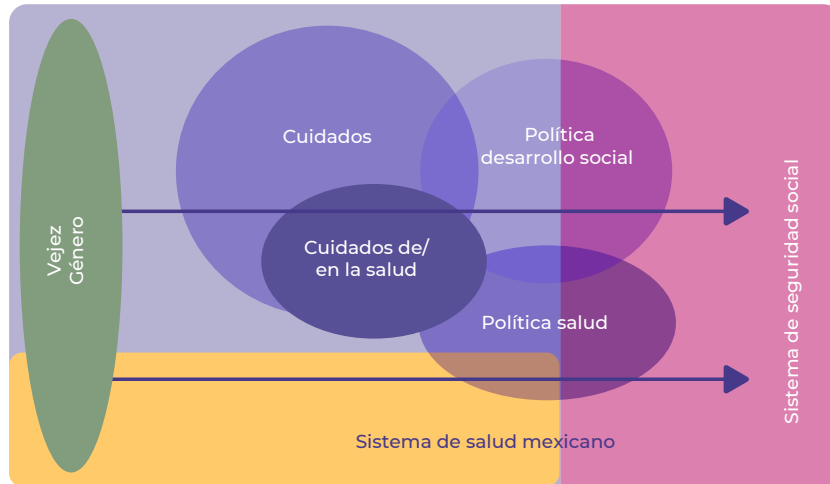 Vejez
Género
Cuidados
Política
desarrollo social
Cuidados de/
en la salud
Política salud
Sistema de salud mexicano
Sistema de seguridad social